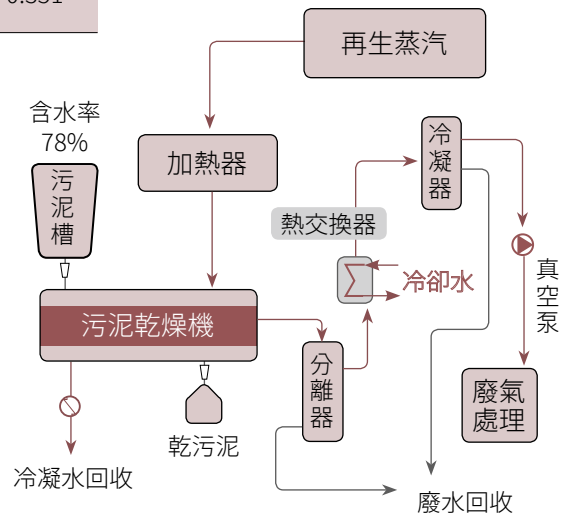 再生蒸汽
含水率
78%
加熱器
冷
凝
器
污
泥
槽
熱交換器
冷卻水
真
空
泵
污泥乾燥機
分
離
器
廢氣
處理
乾污泥
冷凝水回收
廢水回收